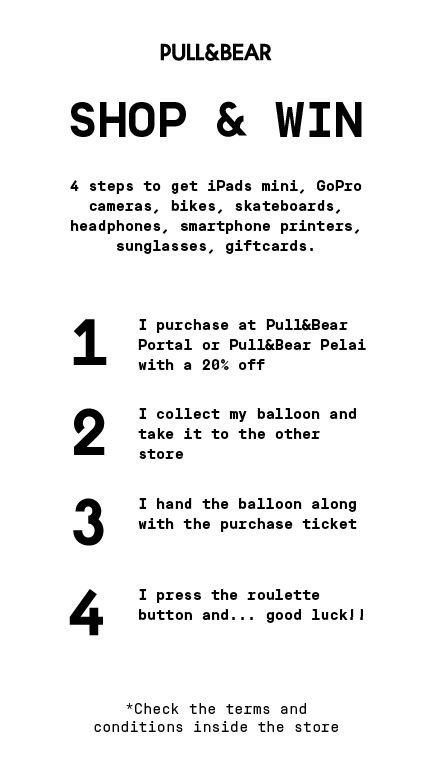 PULL&BEAR
SHOP & WIN
4 steps to get iPads mini, GoPro
cameras, bikes, skateboards,
headphones, smartphone printers,
sunglasses, giftcards.
1
I purchase at Pull&Bear
Portal or Pull&Bear Pelai
with a 20% off
2
I collect my balloon and
take it to the other
store
3
I hand the balloon along
with the purchase ticket
4
I press the roulette
button and... good luck!!
*Check the terms and
conditions inside the store